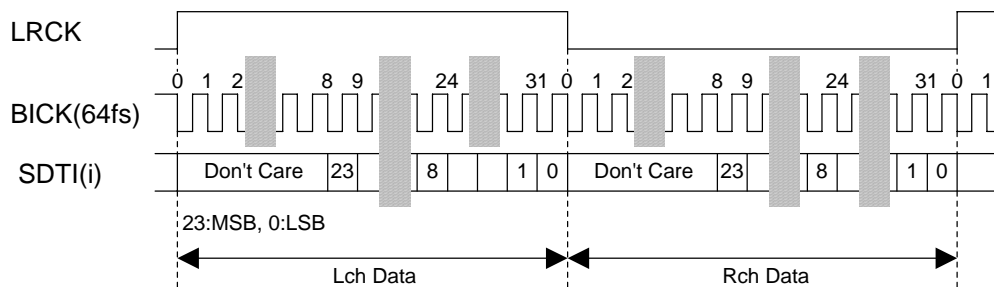 LRCK
0 1 2 8 9 24 31 0 1 2 8 9 24 31 0 1
BICK(64fs)
SDTI(i) Don't Care 23 8 1 0 Don't Care 23 8 1 0
23:MSB, 0:LSB
Lch Data Rch Data